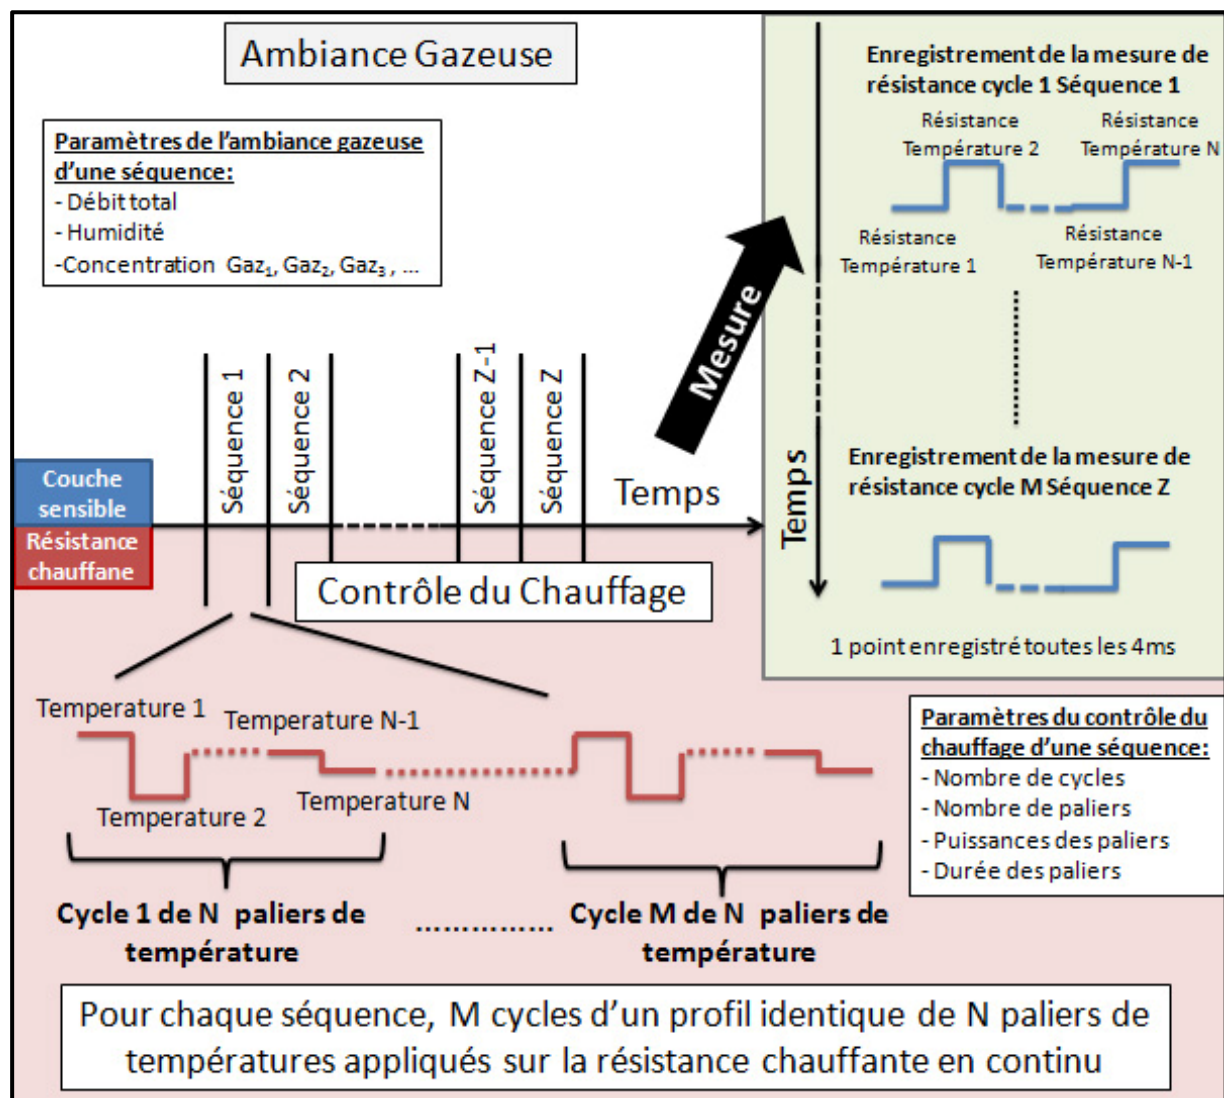 Ambiance Gazeuse
Paramètres de l'ambiance gazeuse
d'une séquence:
- Débit total
- Humidité
-Concentration Gaz₁, Gaz₂, Gaz₃ , ...
Séquence 1
Séquence 2
Séquence Z-1
Séquence Z
Temps
Mesure
Couche
sensible
Résistance
chauffane
Contrôle du Chauffage
Enregistrement de la mesure de
résistance cycle 1 Séquence 1
Résistance
Température 2
Résistance
Température N
Résistance
Température 1
Résistance
Température N-1
Temps
Enregistrement de la mesure de
résistance cycle M Séquence Z
1 point enregistré toutes les 4ms
Temperature 1
Temperature N-1
Temperature 2
Temperature N
Paramètres du contrôle du
chauffage d'une séquence:
- Nombre de cycles
- Nombre de paliers
- Puissances des paliers
- Durée des paliers
Cycle 1 de N paliers de
température
...............
Cycle M de N paliers de
température
Pour chaque séquence, M cycles d'un profil identique de N paliers de
températures appliqués sur la résistance chauffante en continu